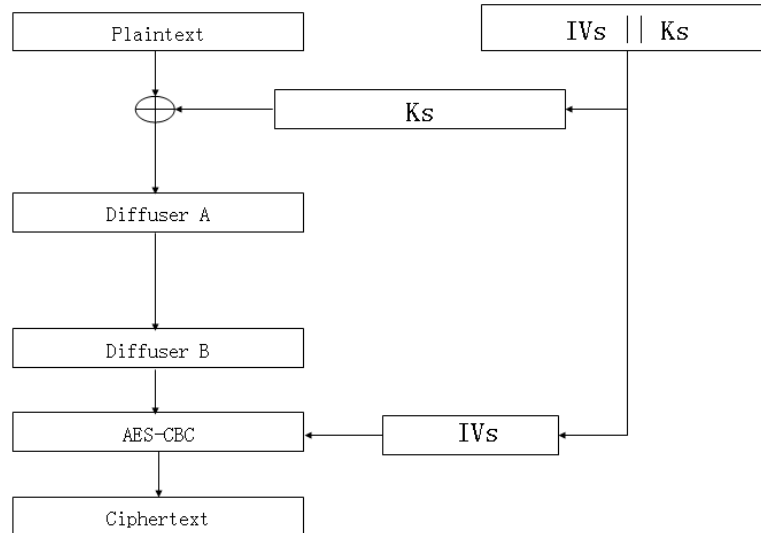 Plaintext
IVs || Ks
Ks
Diffuser A
Diffuser B
AES-CBC
IVs
Ciphertext